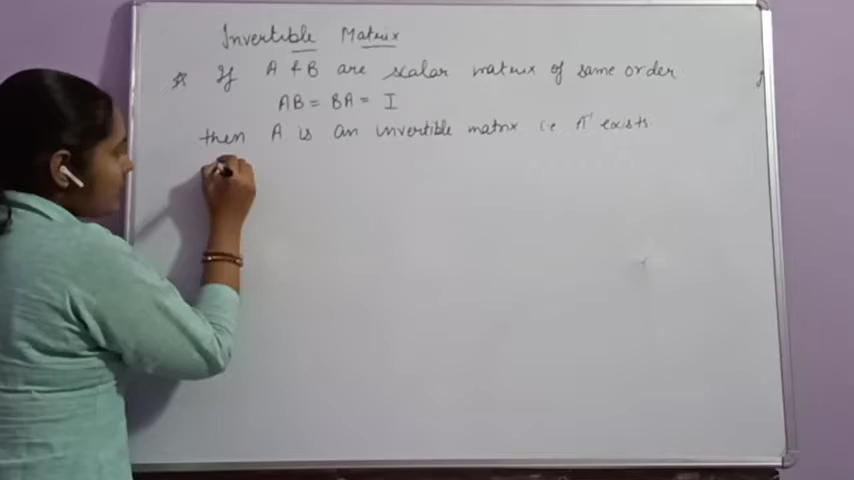 Invertible Matrix
☆ If A & B are scalar matrix of same order
AB = BA = I
then A is an invertible matrix i.e A⁻¹ exists